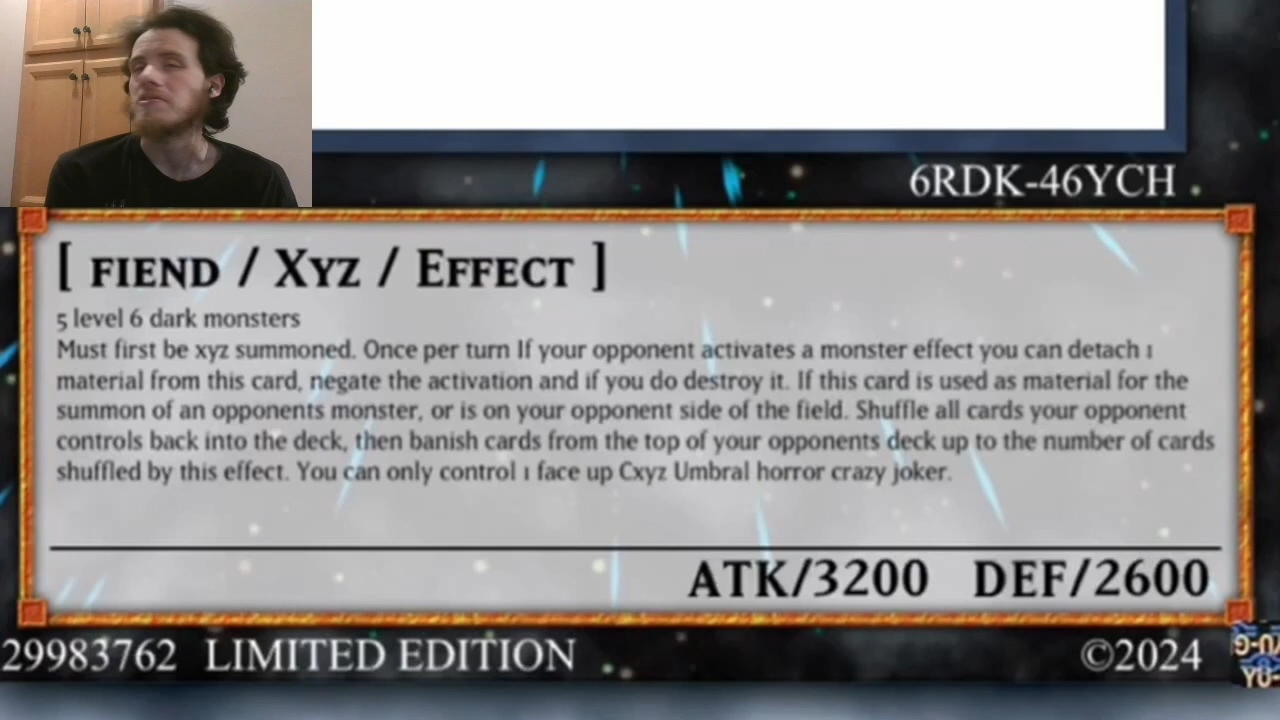 6RDK-46YCH
[ FIEND / XYZ / EFFECT ]
5 level 6 dark monsters
Must first be xyz summoned. Once per turn If your opponent activates a monster effect you can detach 1
material from this card, negate the activation and if you do destroy it. If this card is used as material for the
summon of an opponents monster, or is on your opponent side of the field. Shuffle all cards your opponent
controls back into the deck, then banish cards from the top of your opponents deck up to the number of cards
shuffled by this effect. You can only control 1 face up Cxyz Umbral horror crazy joker.
ATK/3200 DEF/2600
29983762 LIMITED EDITION
©2024